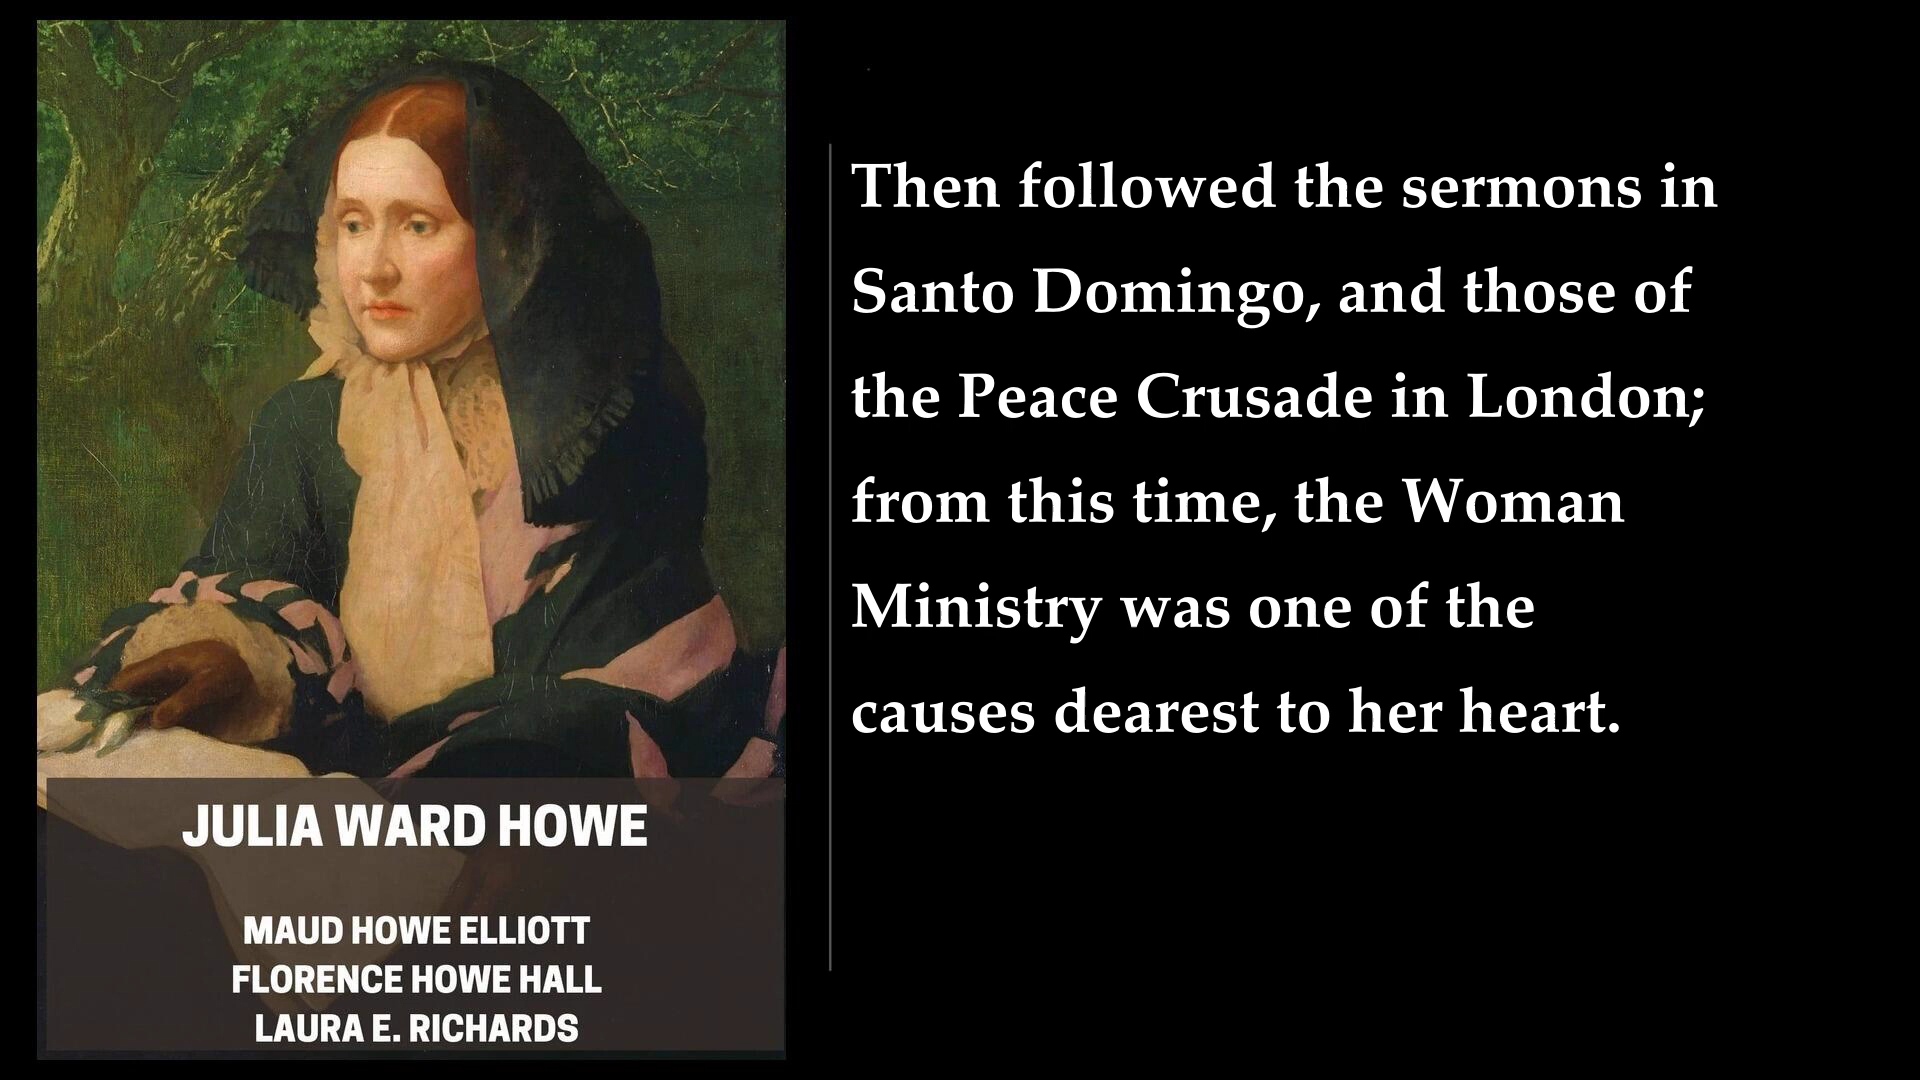 JULIA WARD HOWE
MAUD HOWE ELLIOTT
FLORENCE HOWE HALL
LAURA E. RICHARDS
Then followed the sermons in
Santo Domingo, and those of
the Peace Crusade in London;
from this time, the Woman
Ministry was one of the
causes dearest to her heart.